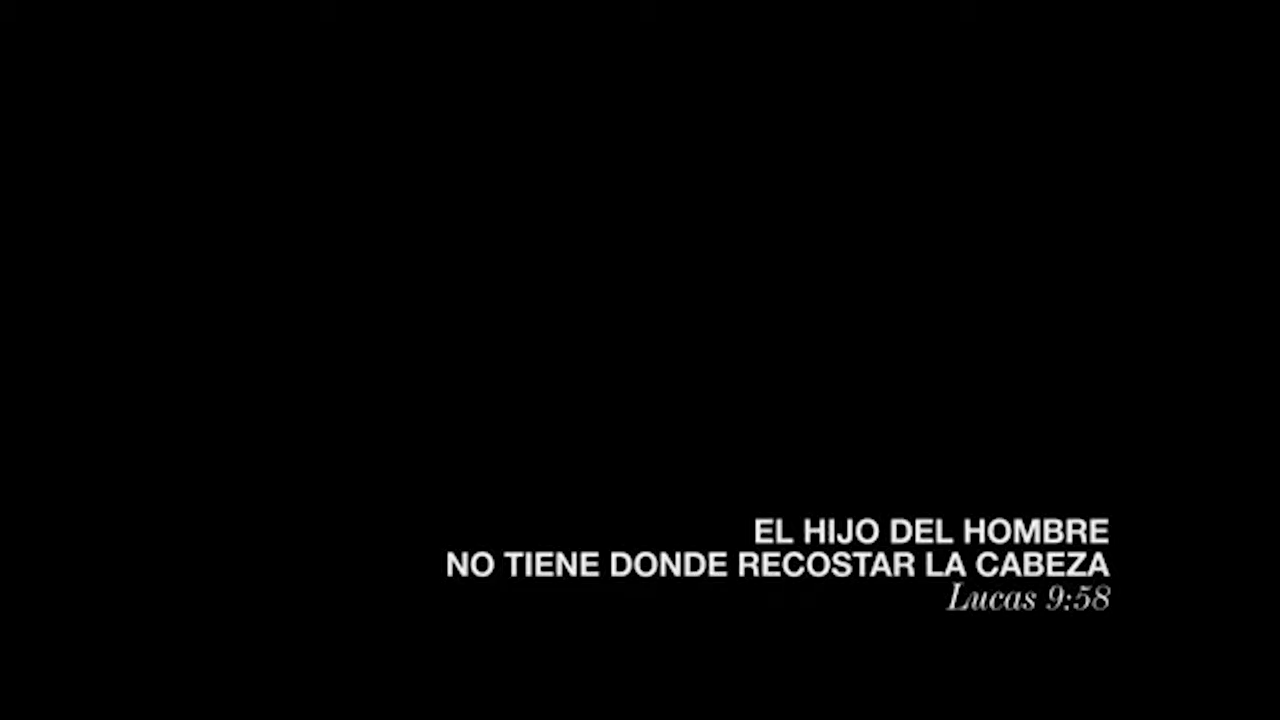 EL HIJO DEL HOMBRE
NO TIENE DONDE RECOSTAR LA CABEZA
Lucas 9:58